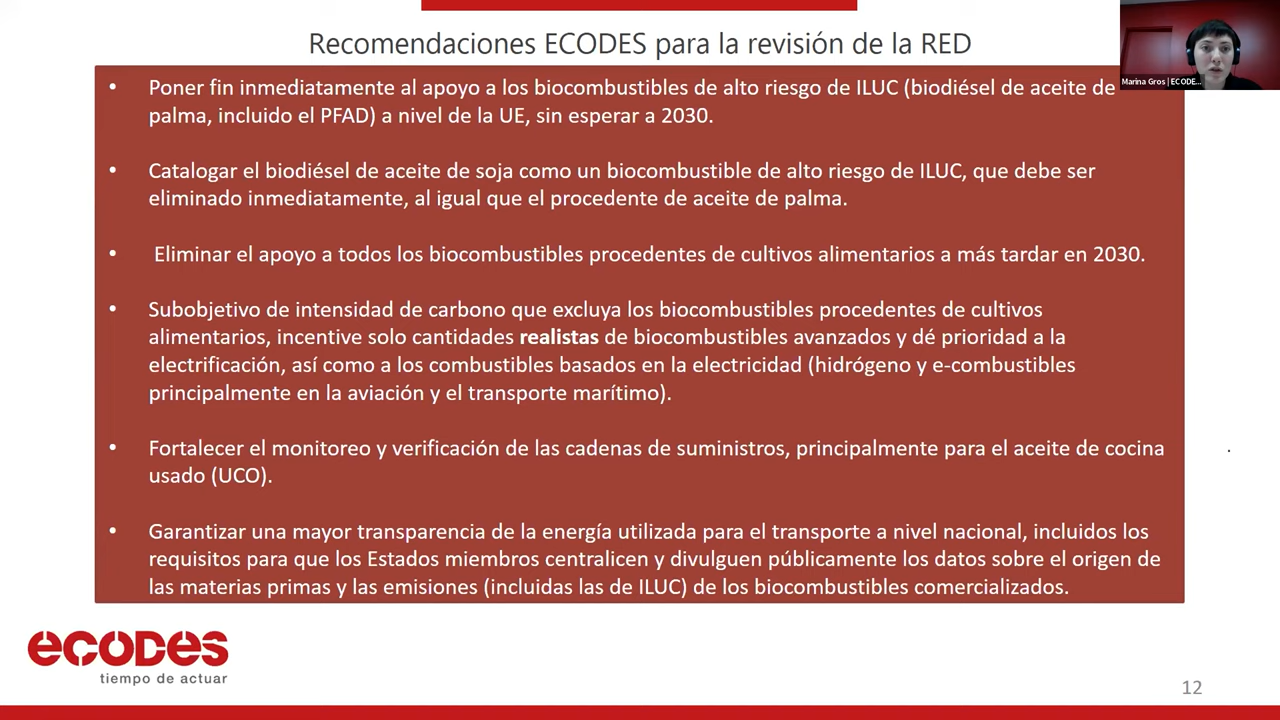 Recomendaciones ECODES para la revisión de la RED
Marina Gros | ECODE...
• Poner fin inmediatamente al apoyo a los biocombustibles de alto riesgo de ILUC (biodiésel de aceite de
palma, incluido el PFAD) a nivel de la UE, sin esperar a 2030.
• Catalogar el biodiésel de aceite de soja como un biocombustible de alto riesgo de ILUC, que debe ser
eliminado inmediatamente, al igual que el procedente de aceite de palma.
• Eliminar el apoyo a todos los biocombustibles procedentes de cultivos alimentarios a más tardar en 2030.
• Subobjetivo de intensidad de carbono que excluya los biocombustibles procedentes de cultivos
alimentarios, incentive solo cantidades realistas de biocombustibles avanzados y dé prioridad a la
electrificación, así como a los combustibles basados en la electricidad (hidrógeno y e-combustibles
principalmente en la aviación y el transporte marítimo).
• Fortalecer el monitoreo y verificación de las cadenas de suministros, principalmente para el aceite de cocina
usado (UCO).
• Garantizar una mayor transparencia de la energía utilizada para el transporte a nivel nacional, incluidos los
requisitos para que los Estados miembros centralicen y divulguen públicamente los datos sobre el origen de
las materias primas y las emisiones (incluidas las de ILUC) de los biocombustibles comercializados.
ecodes
tiempo de actuar
12